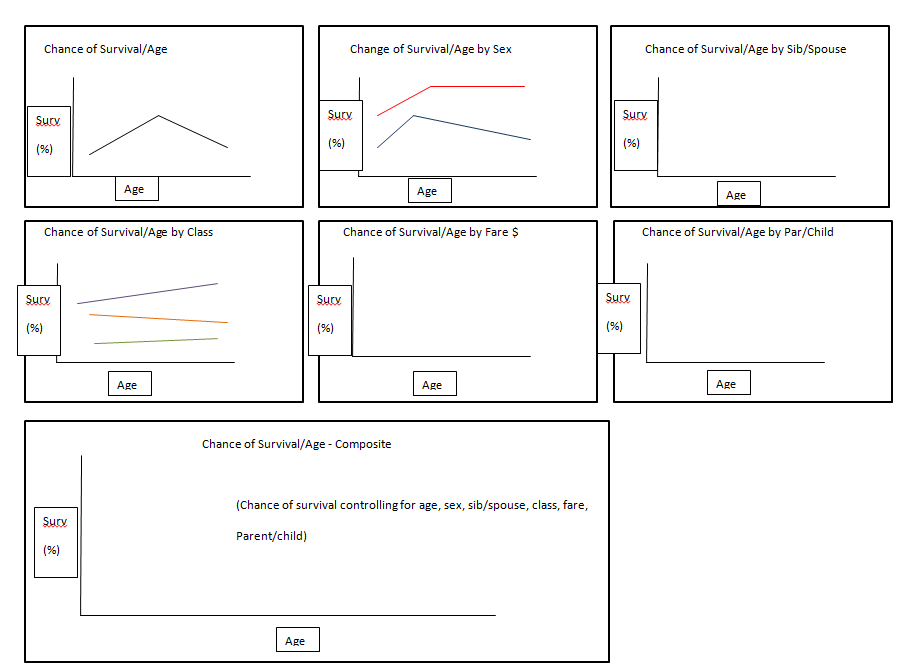 Chance of Survival/Age
Surv
(%)
Age
Change of Survival/Age by Sex
Surv
(%)
Age
Chance of Survival/Age by Sib/Spouse
Surv
(%)
Age
Chance of Survival/Age by Class
Surv
(%)
Age
Chance of Survival/Age by Fare $
Surv
(%)
Age
Chance of Survival/Age by Par/Child
Surv
(%)
Age
Chance of Survival/Age - Composite
(Chance of survival controlling for age, sex, sib/spouse, class, fare,
Parent/child)
Surv
(%)
Age